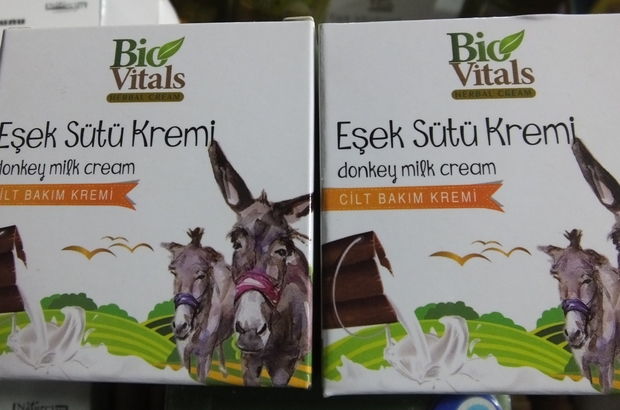 Bio
Vitals
HERBAL CREAM
Eşek Sütü Kremi
donkey milk cream
CİLT BAKIM KREMİ
Bio
Vitals
HERBAL CREAM
Eşek Sütü Kremi
donkey milk cream
CİLT BAKIM KREMİ